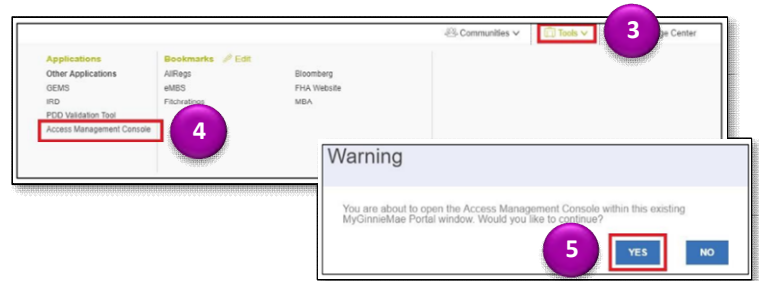 Communities
Tools
3
ge Center
Applications
Bookmarks Edit
Other Applications
AllRegs
Bloomberg
GEMS
eMBS
FHA Website
IRD
Fitchratings
MBA
PDD Validation Tool
Access Management Console
4
Warning
You are about to open the Access Management Console within this existing
MyGinnieMae Portal window. Would you like to continue?
5
YES
NO